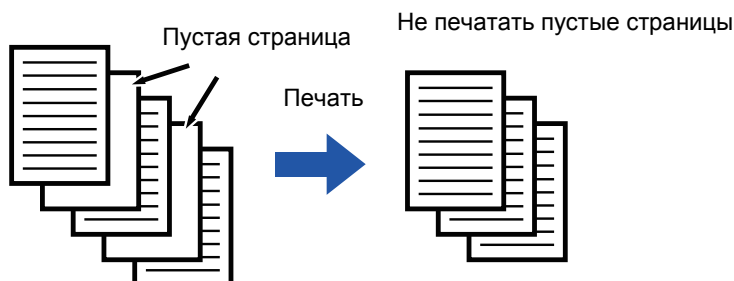 Не печатать пустые страницы
Пустая страница
Печать